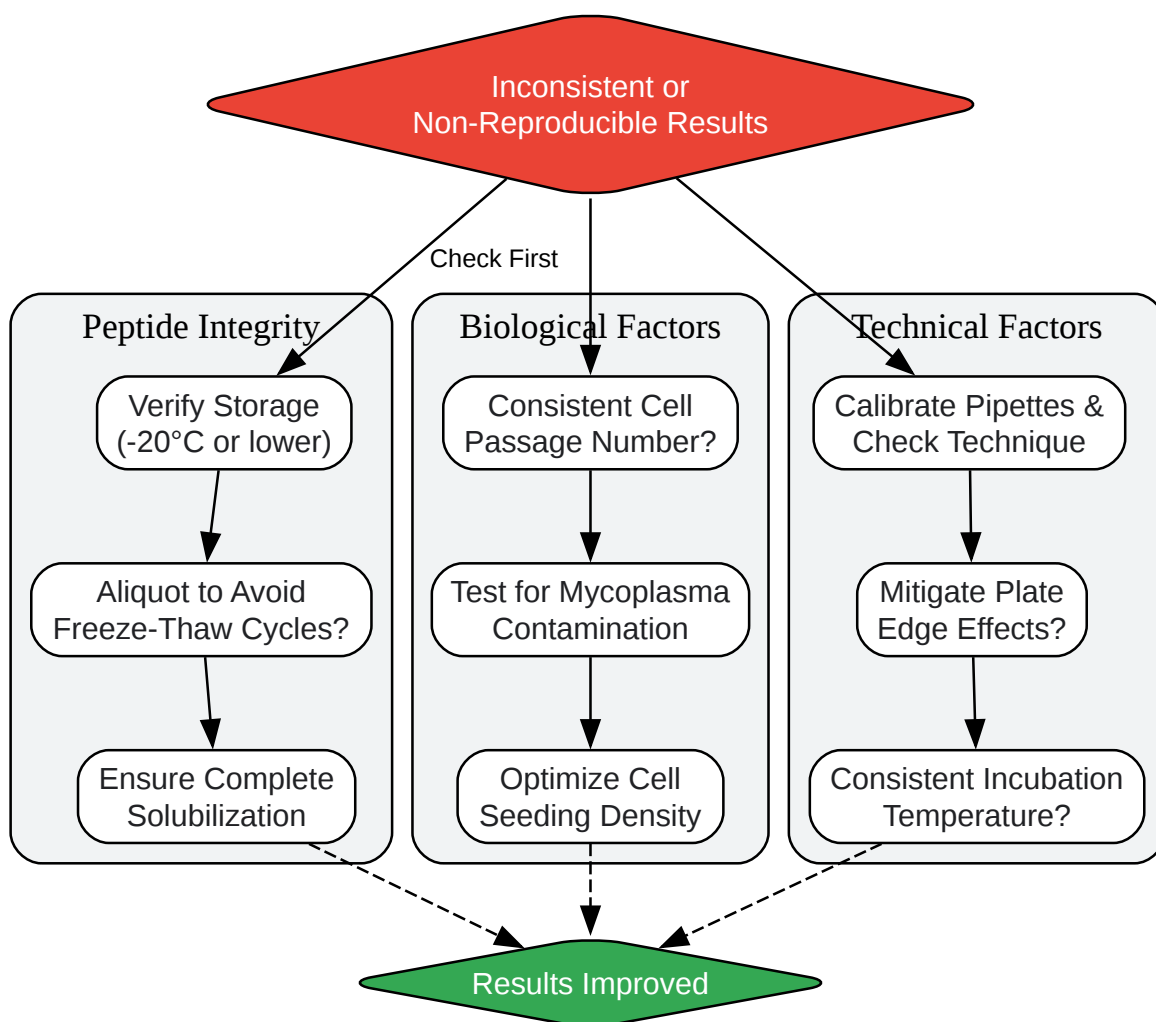 Inconsistent or
Non-Reproducible Results
Check First
Peptide Integrity
Verify Storage
(-20°C or lower)
Aliquot to Avoid
Freeze-Thaw Cycles?
Ensure Complete
Solubilization
Biological Factors
Consistent Cell
Passage Number?
Test for Mycoplasma
Contamination
Optimize Cell
Seeding Density
Technical Factors
Calibrate Pipettes &
Check Technique
Mitigate Plate
Edge Effects?
Consistent Incubation
Temperature?
Results Improved